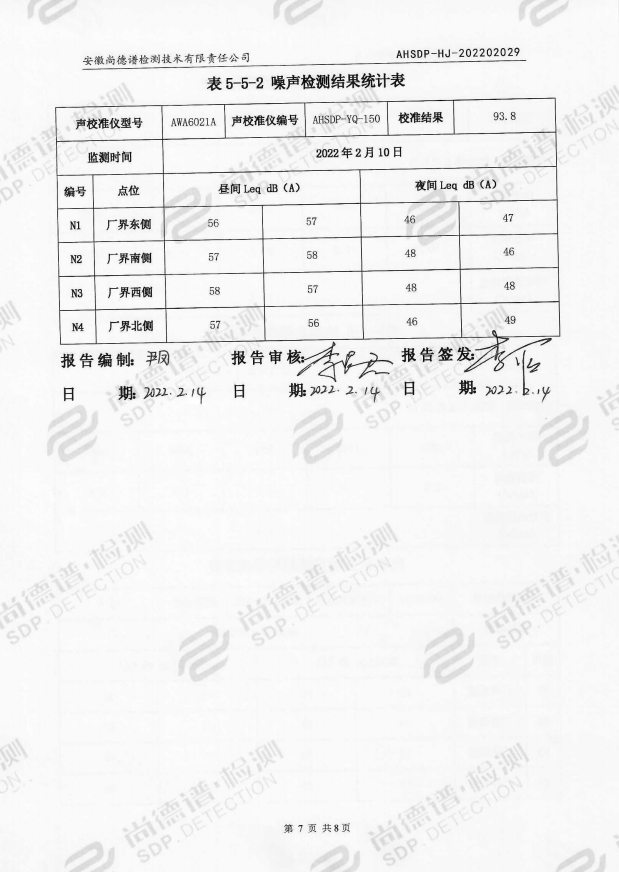 安徽尚德谱检测技术有限责任公司 AHSDP-HJ-202202029
表 5-5-2 噪声检测结果统计表
声校准仪型号 AWA6021A 声校准仪编号 AHSDP-YQ-150 校准结果 93.8
监测时间 2022 年 2 月 10 日
编号 点位 昼间 Leq dB（A） 夜间 Leq dB（A）
N1 厂界东侧 56 57 46 47
N2 厂界南侧 57 58 48 46
N3 厂界西侧 58 57 48 48
N4 厂界北侧 57 56 46 49
报告编制: 报告审核: 报告签发:
日 期: 2022.2.14 日 期: 2022.2.14 日 期: 2022.2.14
尚德谱·检测
SDP.DETECTION
第 7 页 共 8 页